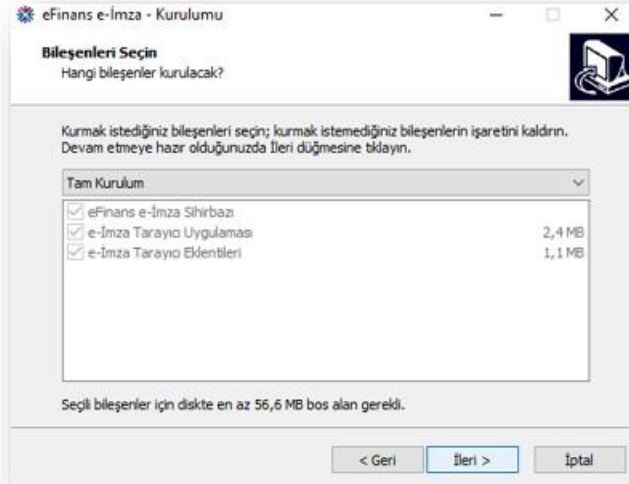 eFinans e-İmza - Kurulumu
Bileşenleri Seçin
Hangi bileşenler kurulacak?
Kurmak istediğiniz bileşenleri seçin; kurmak istemediğiniz bileşenlerin işaretini kaldırın.
Devam etmeye hazır olduğunuzda İleri düğmesine tıklayın.
Tam Kurulum
eFinans e-İmza Sihirbazı
e-İmza Tarayıcı Uygulaması 2,4 MB
e-İmza Tarayıcı Eklentileri 1,1 MB
Seçili bileşenler için diskte en az 56,6 MB bos alan gerekli.
< Geri İleri > İptal